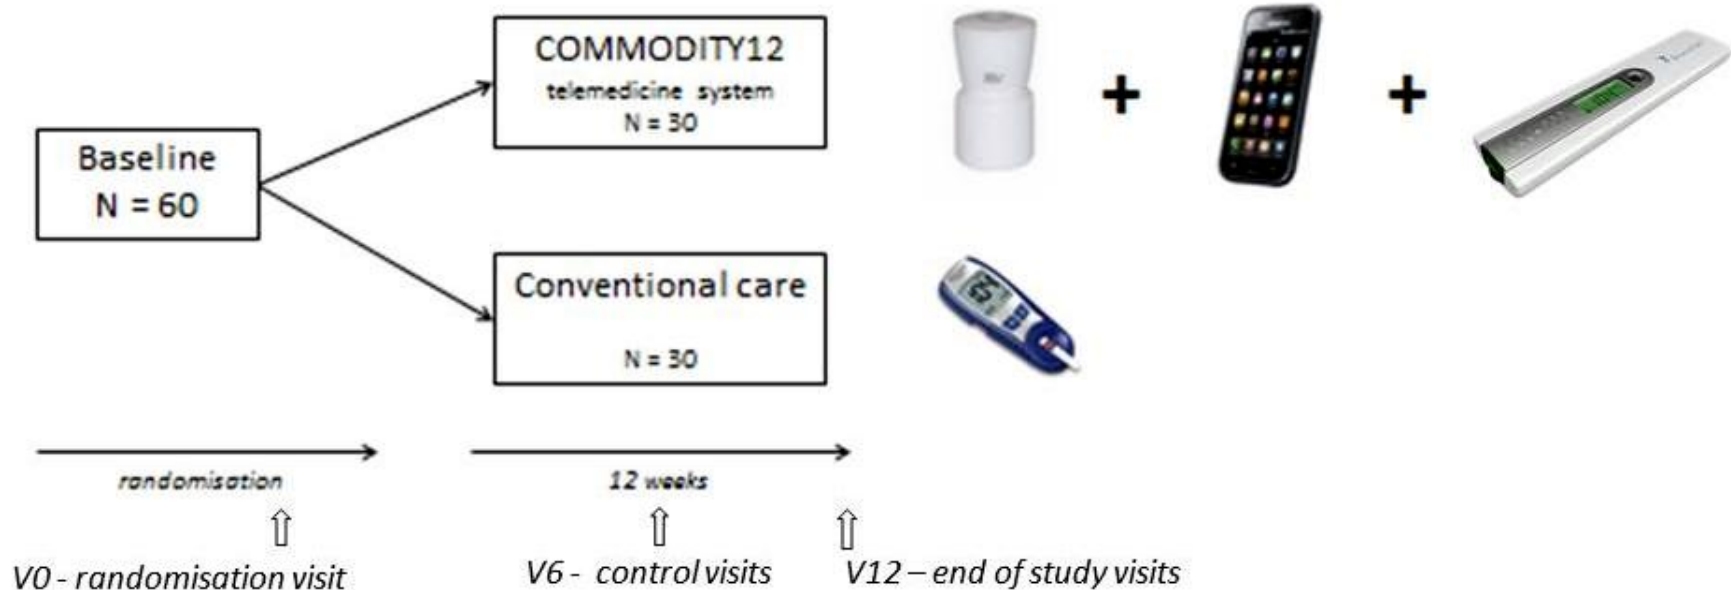 Baseline
N = 60
COMMODITY12
telemedicine system
N = 30
+
+
Conventional care
N = 30
randomisation
12 weeks
V0 - randomisation visit
V6 - control visits
V12 – end of study visits